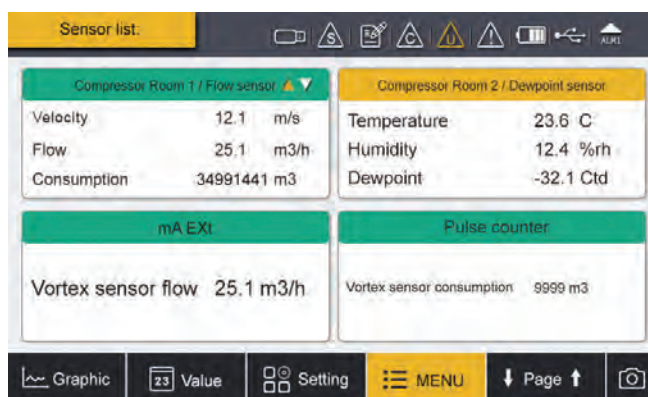 Sensor list:
S C U ! ALRT
Compressor Room 1 / Flow sensor
Velocity 12.1 m/s
Flow 25.1 m3/h
Consumption 34991441 m3
Compressor Room 2 / Dewpoint sensor
Temperature 23.6 C
Humidity 12.4 %rh
Dewpoint -32.1 Ctd
mA EXt
Vortex sensor flow 25.1 m3/h
Pulse counter
Vortex sensor consumption 9999 m3
Graphic 23 Value Setting MENU Page